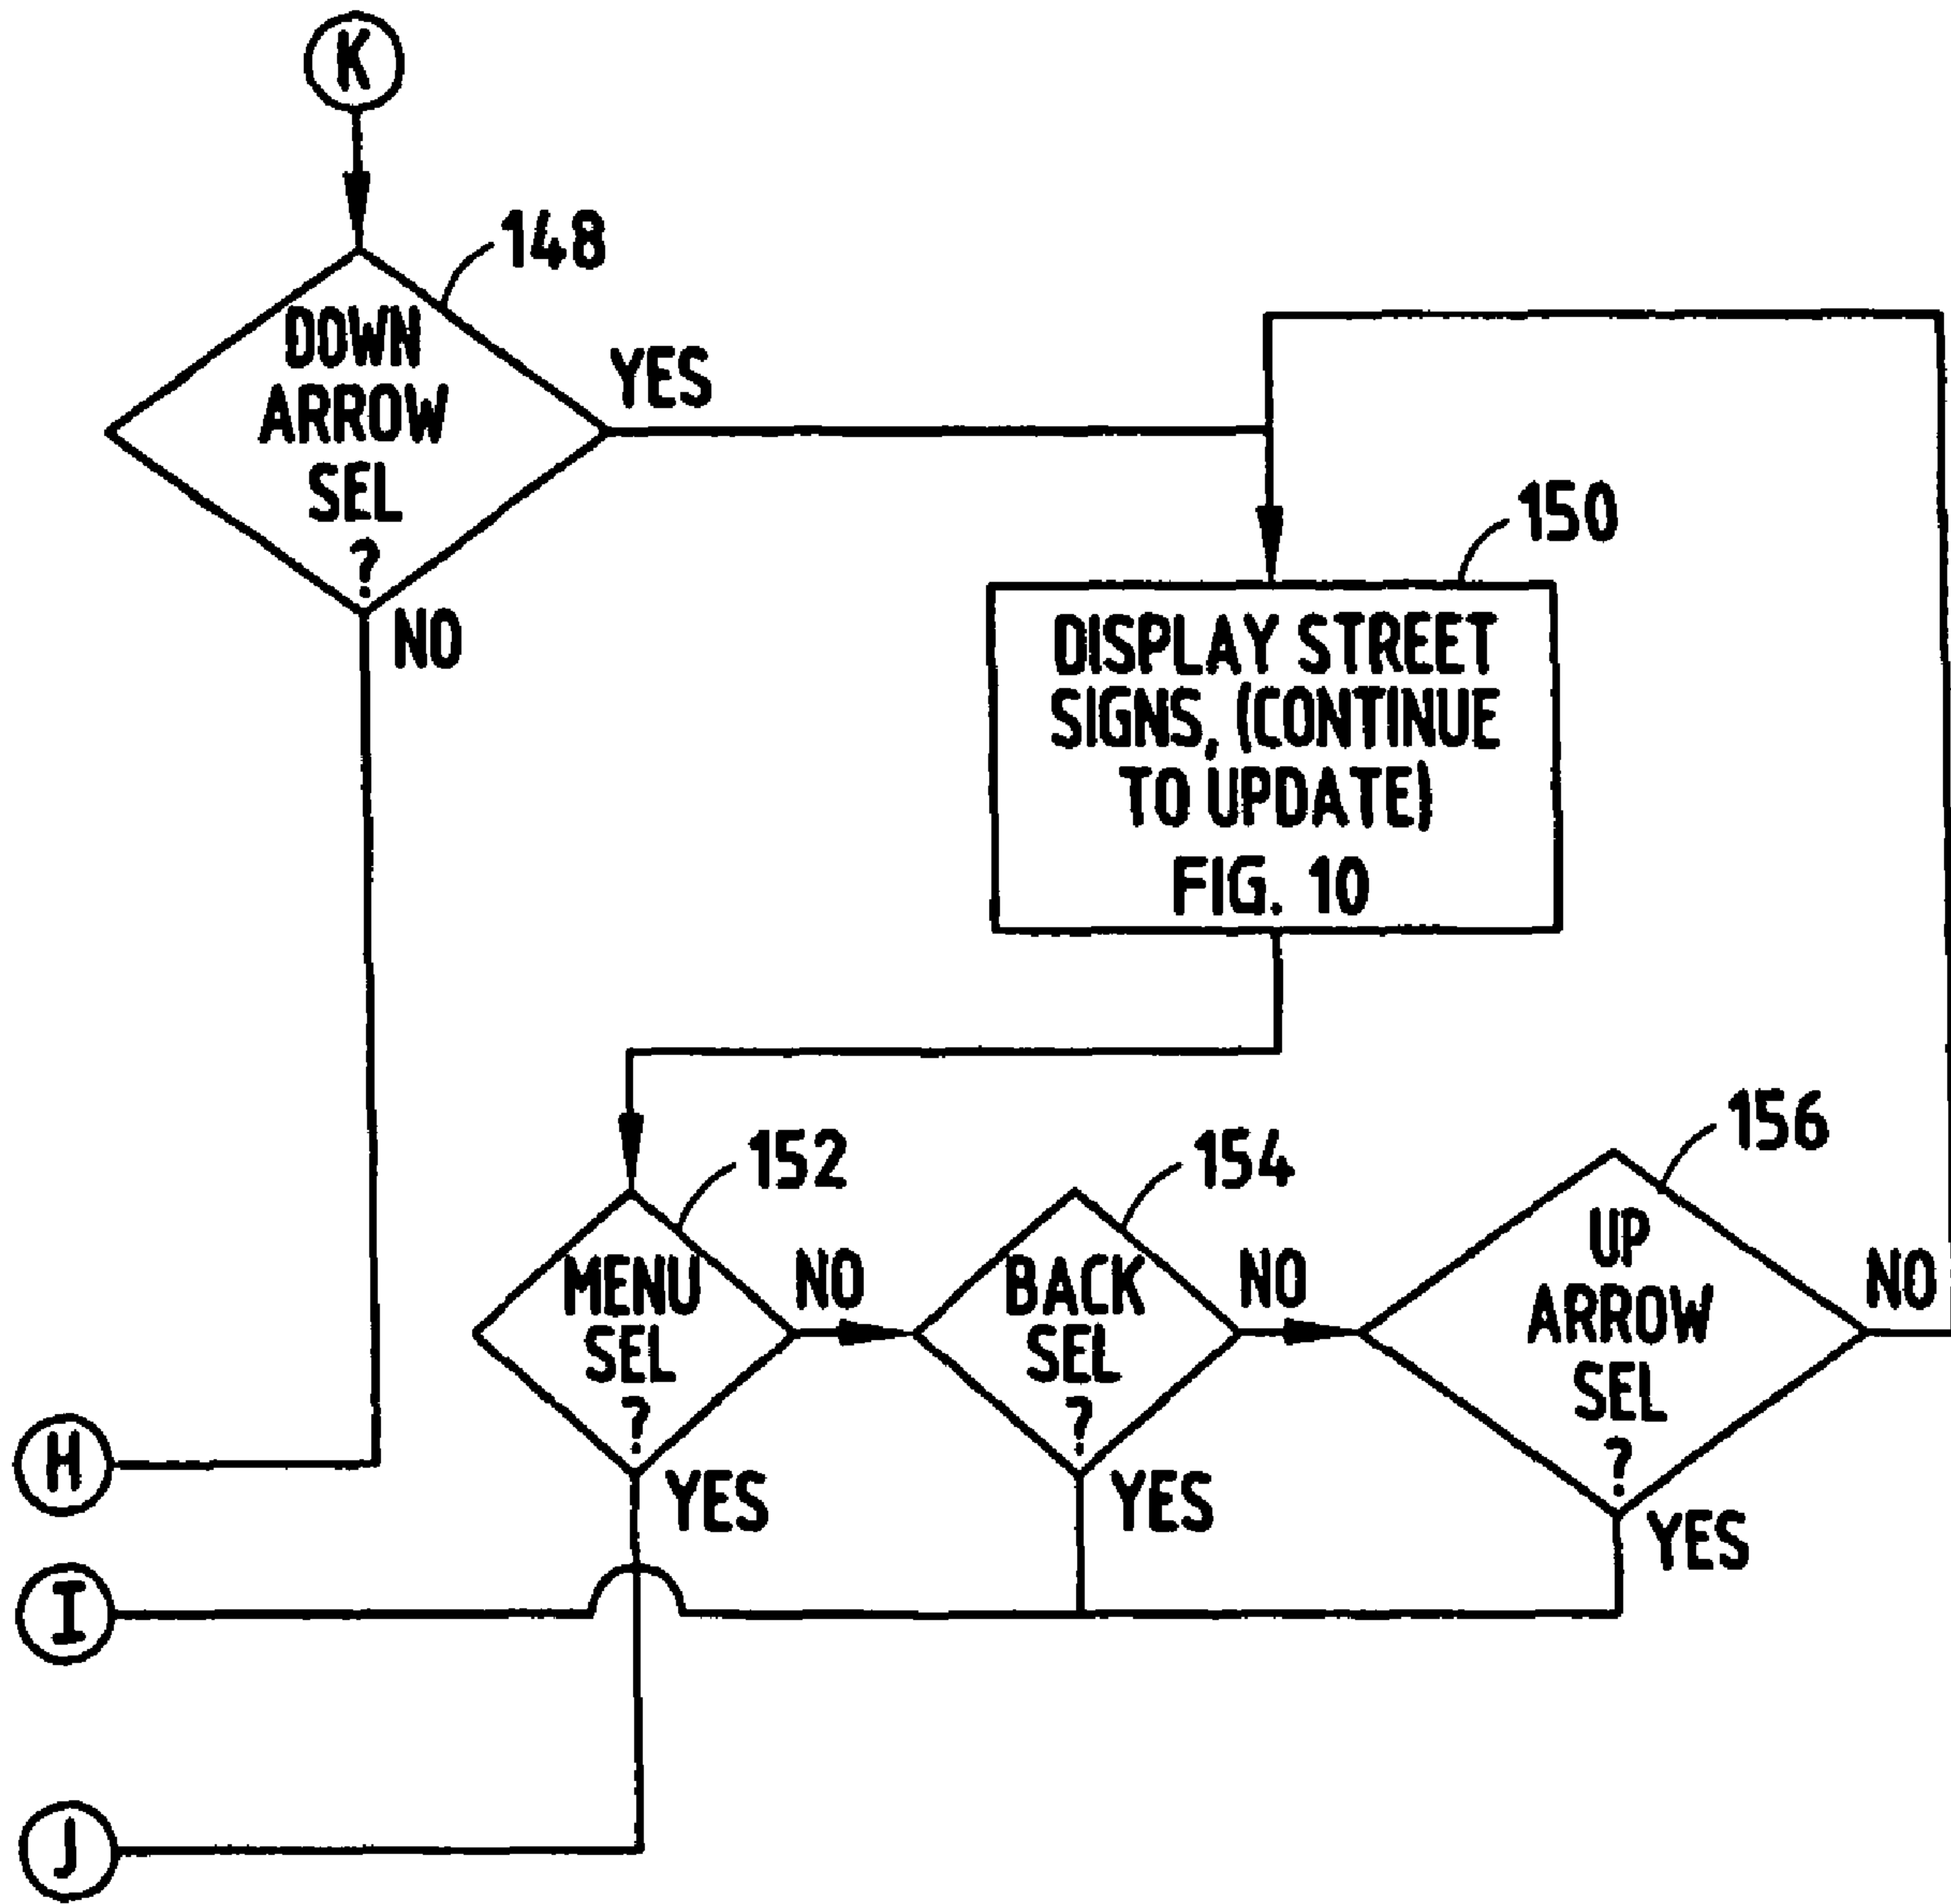 K
148
DOWN
ARROW
SEL
?
YES
NO
150
DISPLAY STREET
SIGNS, (CONTINUE
TO UPDATE)
FIG. 10
152
MENU
SEL
?
NO
YES
154
BACK
SEL
?
NO
YES
156
UP
ARROW
SEL
?
NO
YES
H
I
J